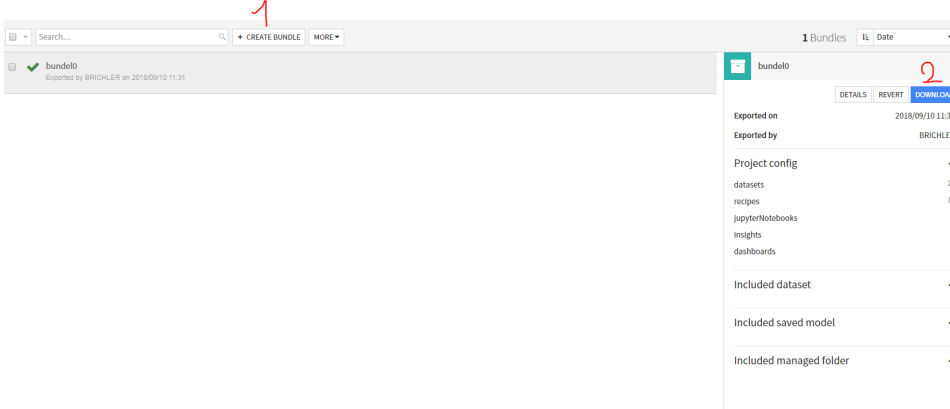 1
Search...
+ CREATE BUNDLE
MORE
1 Bundles
Date
bundel0
Exported by BRICHLER on 2018/09/10 11:31
bundel0
2
DETAILS
REVERT
DOWNLOA
Exported on
2018/09/10 11:3
Exported by
BRICHLE
Project config
datasets
recipes
jupyterNotebooks
insights
dashboards
Included dataset
Included saved model
Included managed folder